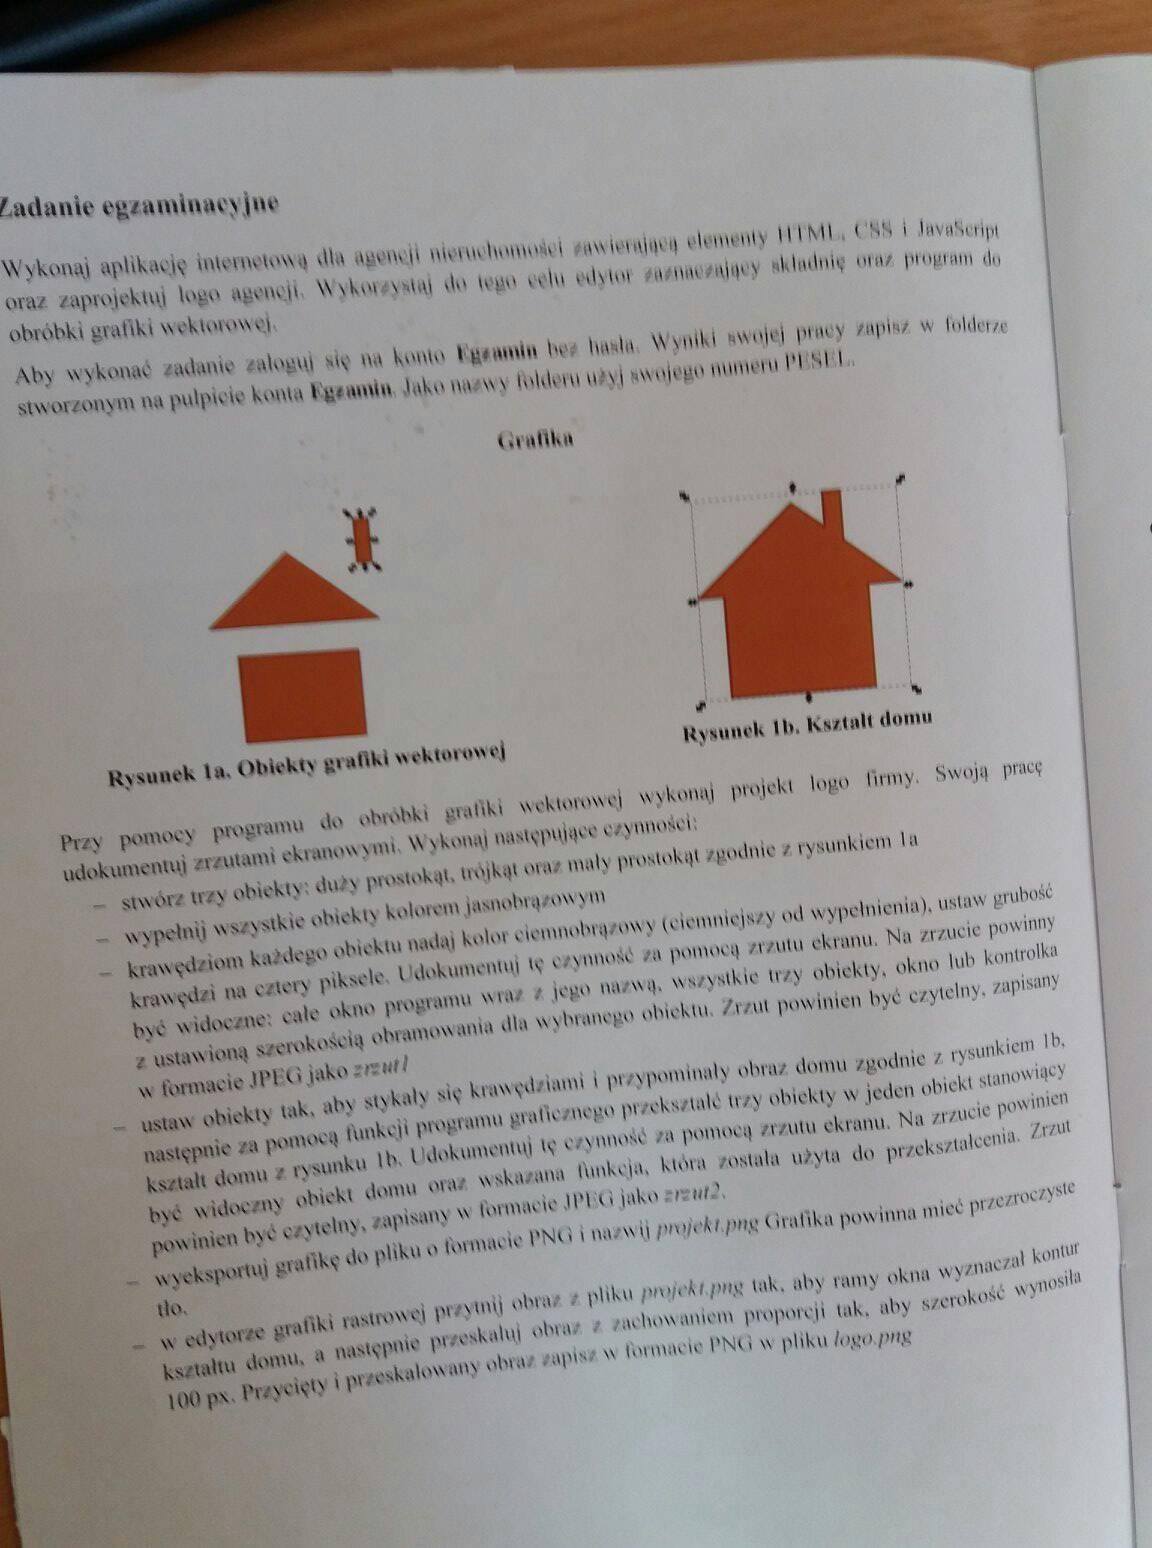 Zadanie egzaminacyjne
Wykonaj aplikację internetową dla agencji nieruchomości zawierającą elementy HTML, CSS i JavaScript
oraz zaprojektuj logo agencji. Wykorzystaj do tego celu edytor zaznaczający składnię oraz program do
obróbki grafiki wektorowej.
Aby wykonać zadanie zaloguj się na konto Egzamin bez hasła. Wyniki swojej pracy zapisz w folderze
stworzonym na pulpicie konta Egzamin. Jako nazwy folderu użyj swojego numeru PESEL.
Grafika
Rysunek 1a. Obiekty grafiki wektorowej
Rysunek 1b. Kształt domu
Przy pomocy programu do obróbki grafiki wektorowej wykonaj projekt logo firmy. Swoją pracę
udokumentuj zrzutami ekranowymi. Wykonaj następujące czynności:
– stwórz trzy obiekty: duży prostokąt, trójkąt oraz mały prostokąt zgodnie z rysunkiem 1a
– wypełnij wszystkie obiekty kolorem jasnobrązowym
– krawędziom każdego obiektu nadaj kolor ciemnobrązowy (ciemniejszy od wypełnienia), ustaw grubość
krawędzi na cztery piksele. Udokumentuj tę czynność za pomocą zrzutu ekranu. Na zrzucie powinny
być widoczne: całe okno programu wraz z jego nazwą, wszystkie trzy obiekty, okno lub kontrolka
z ustawioną szerokością obramowania dla wybranego obiektu. Zrzut powinien być czytelny, zapisany
w formacie JPEG jako zrzut1
– ustaw obiekty tak, aby stykały się krawędziami i przypominały obraz domu zgodnie z rysunkiem 1b,
następnie za pomocą funkcji programu graficznego przekształć trzy obiekty w jeden obiekt stanowiący
kształt domu z rysunku 1b. Udokumentuj tę czynność za pomocą zrzutu ekranu. Na zrzucie powinien
być widoczny obiekt domu oraz wskazana funkcja, która została użyta do przekształcenia. Zrzut
powinien być czytelny, zapisany w formacie JPEG jako zrzut2.
– wyeksportuj grafikę do pliku o formacie PNG i nazwij projekt.png Grafika powinna mieć przezroczyste
tło.
– w edytorze grafiki rastrowej przytnij obraz z pliku projekt.png tak, aby ramy okna wyznaczał kontur
kształtu domu, a następnie przeskaluj obraz z zachowaniem proporcji tak, aby szerokość wynosiła
100 px. Przycięty i przeskalowany obraz zapisz w formacie PNG w pliku logo.png